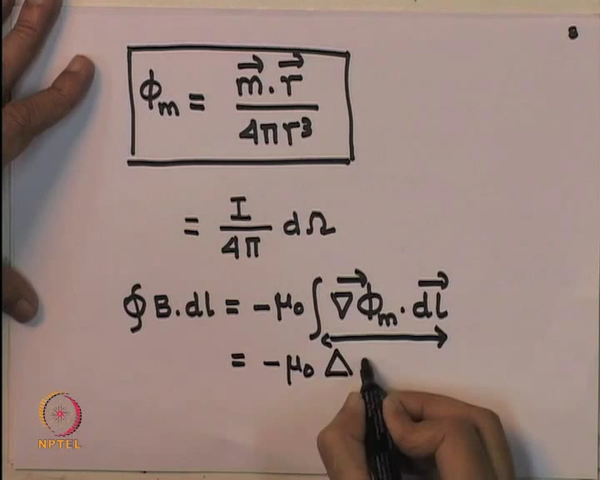 8
ϕₘ = m⃗ . r⃗ / 4πr³
= I / 4π dΩ
∮ B.dl = -μ₀ ∫ ∇⃗ϕₘ . dl⃗
= -μ₀ Δ
NPTEL